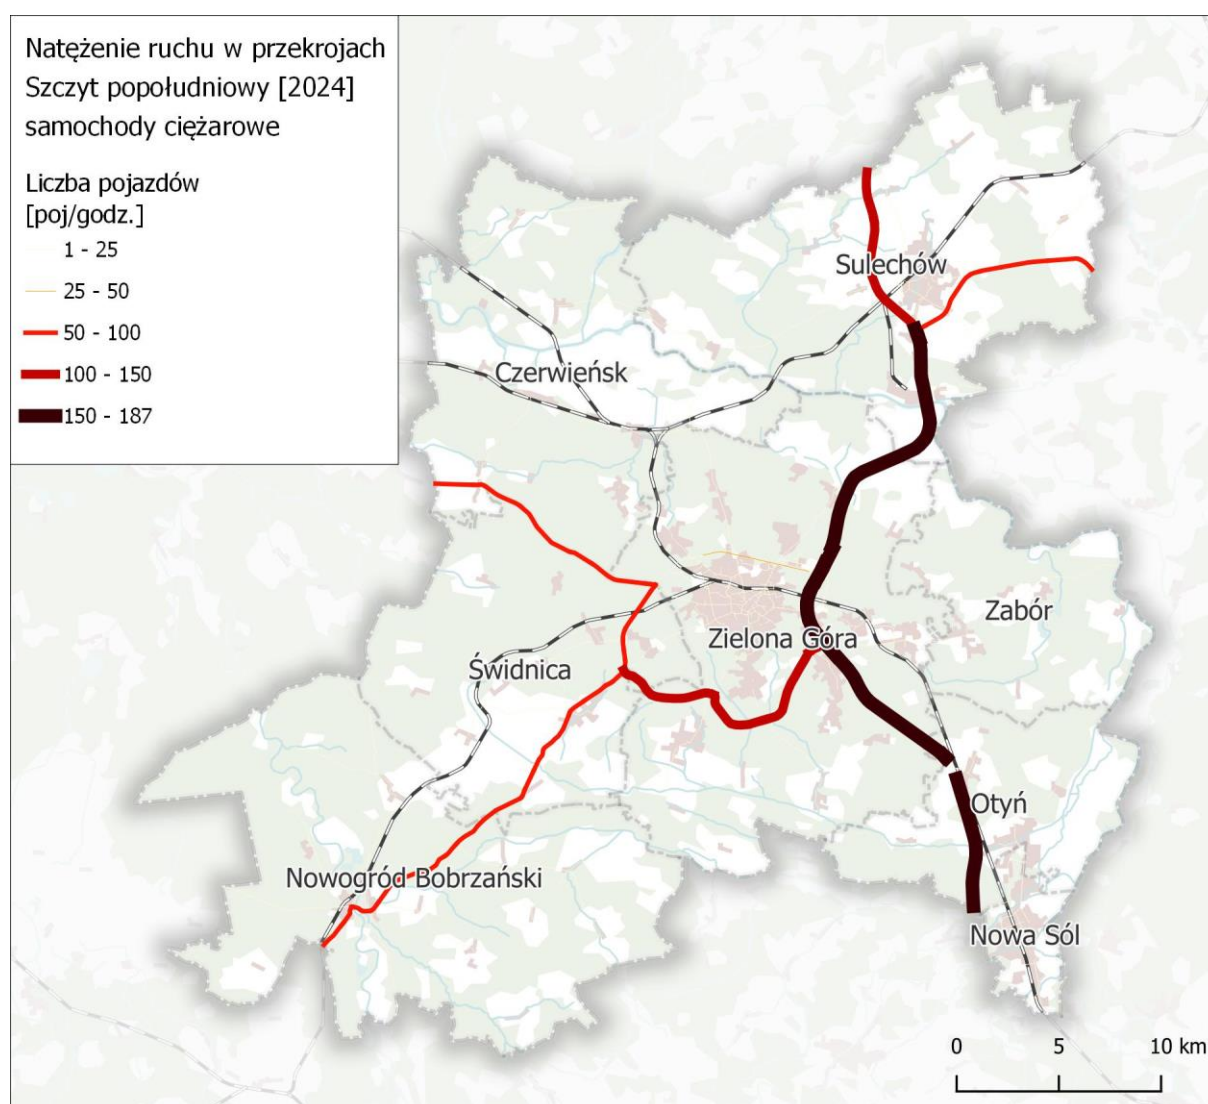 Natężenie ruchu w przekrojach
Szczyt popołudniowy [2024]
samochody ciężarowe
Liczba pojazdów
[poj/godz.]
1 - 25
25 - 50
50 - 100
100 - 150
150 - 187
Sulechów
Czerwieńsk
Zabór
Zielona Góra
Świdnica
Otyń
Nowogród Bobrzański
Nowa Sól
0 5 10 km